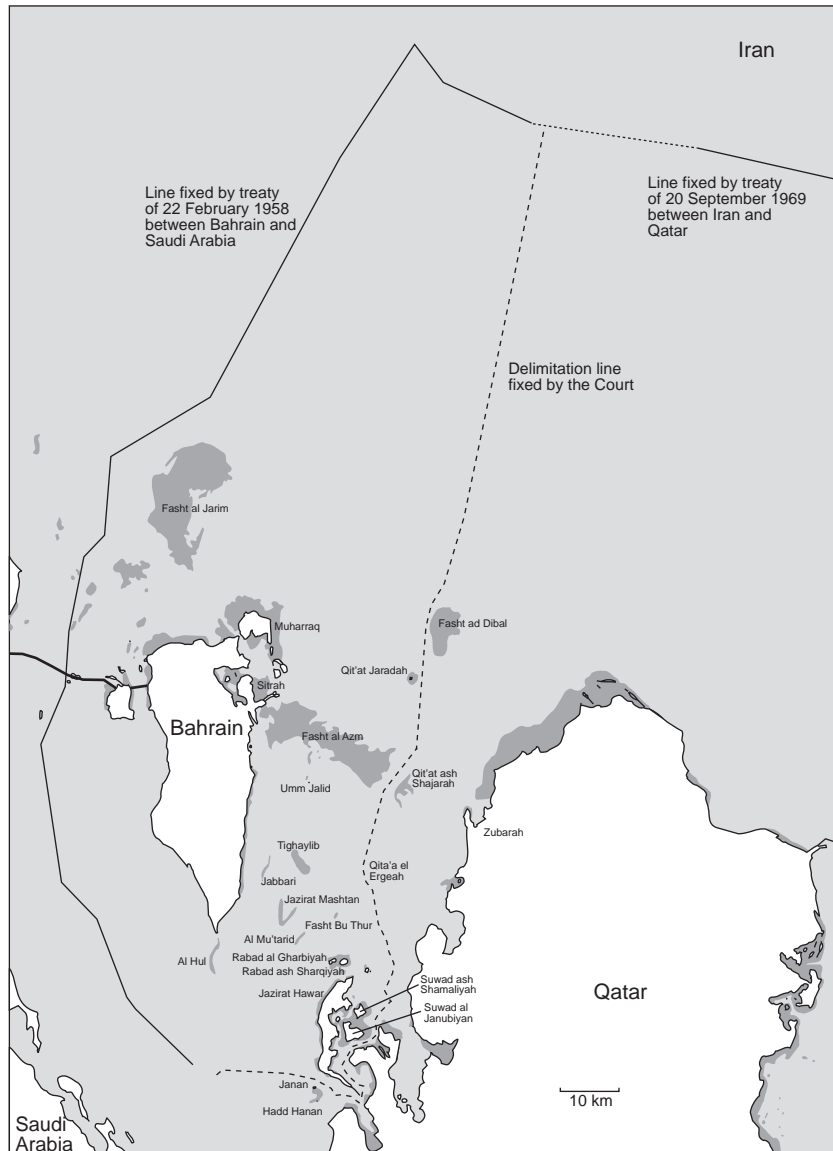 Iran
Line fixed by treaty
of 22 February 1958
between Bahrain and
Saudi Arabia
Line fixed by treaty
of 20 September 1969
between Iran and
Qatar
Delimitation line
fixed by the Court
Fasht al Jarim
Muharraq
Fasht ad Dibal
Qit'at Jaradah
Sitrah
Bahrain
Fasht al Azm
Qit'at ash
Shajarah
Umm Jalid
Zubarah
Tighaylib
Qita'a el
Ergeah
Jabbari
Jazirat Mashtan
Fasht Bu Thur
Al Mu'tarid
Al Hul
Rabad al Gharbiyah
Rabad ash Sharqiyah
Suwad ash
Shamaliyah
Jazirat Hawar
Suwad al
Janubiyan
Qatar
Janan
10 km
Hadd Hanan
Saudi
Arabia